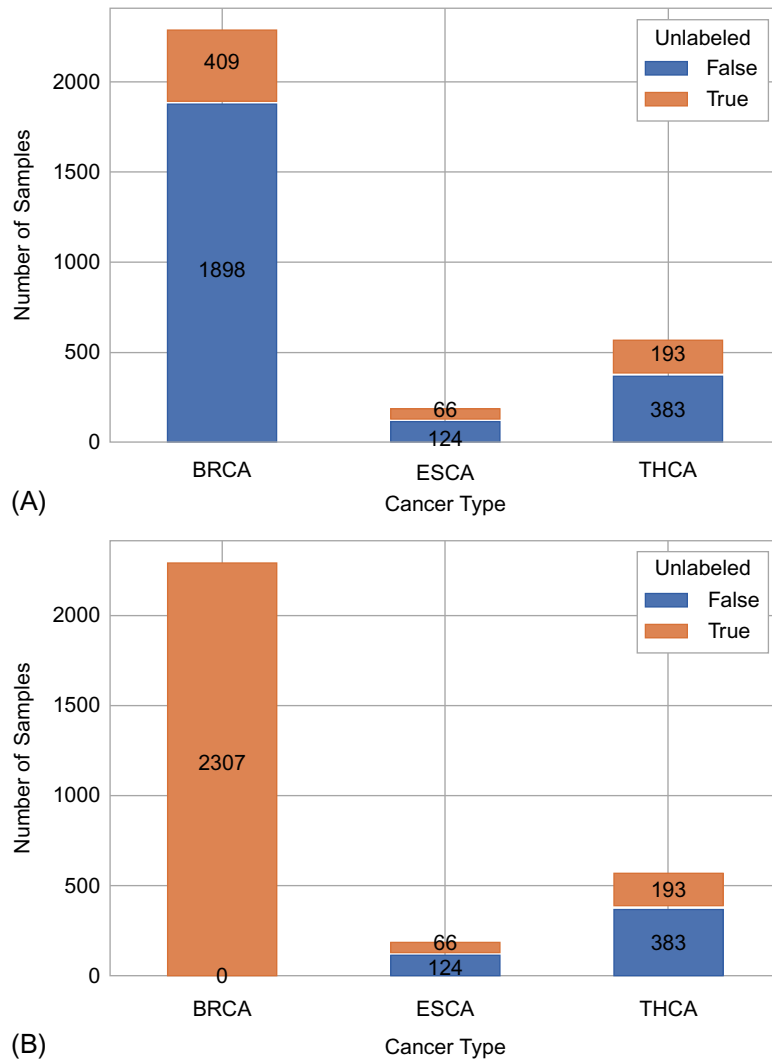 Unlabeled
False
True
Number of Samples
2000
1500
1000
500
0
409
1898
66
124
193
383
BRCA
ESCA
THCA
(A)
Cancer Type
Unlabeled
False
True
Number of Samples
2000
1500
1000
500
0
2307
0
66
124
193
383
BRCA
ESCA
THCA
(B)
Cancer Type